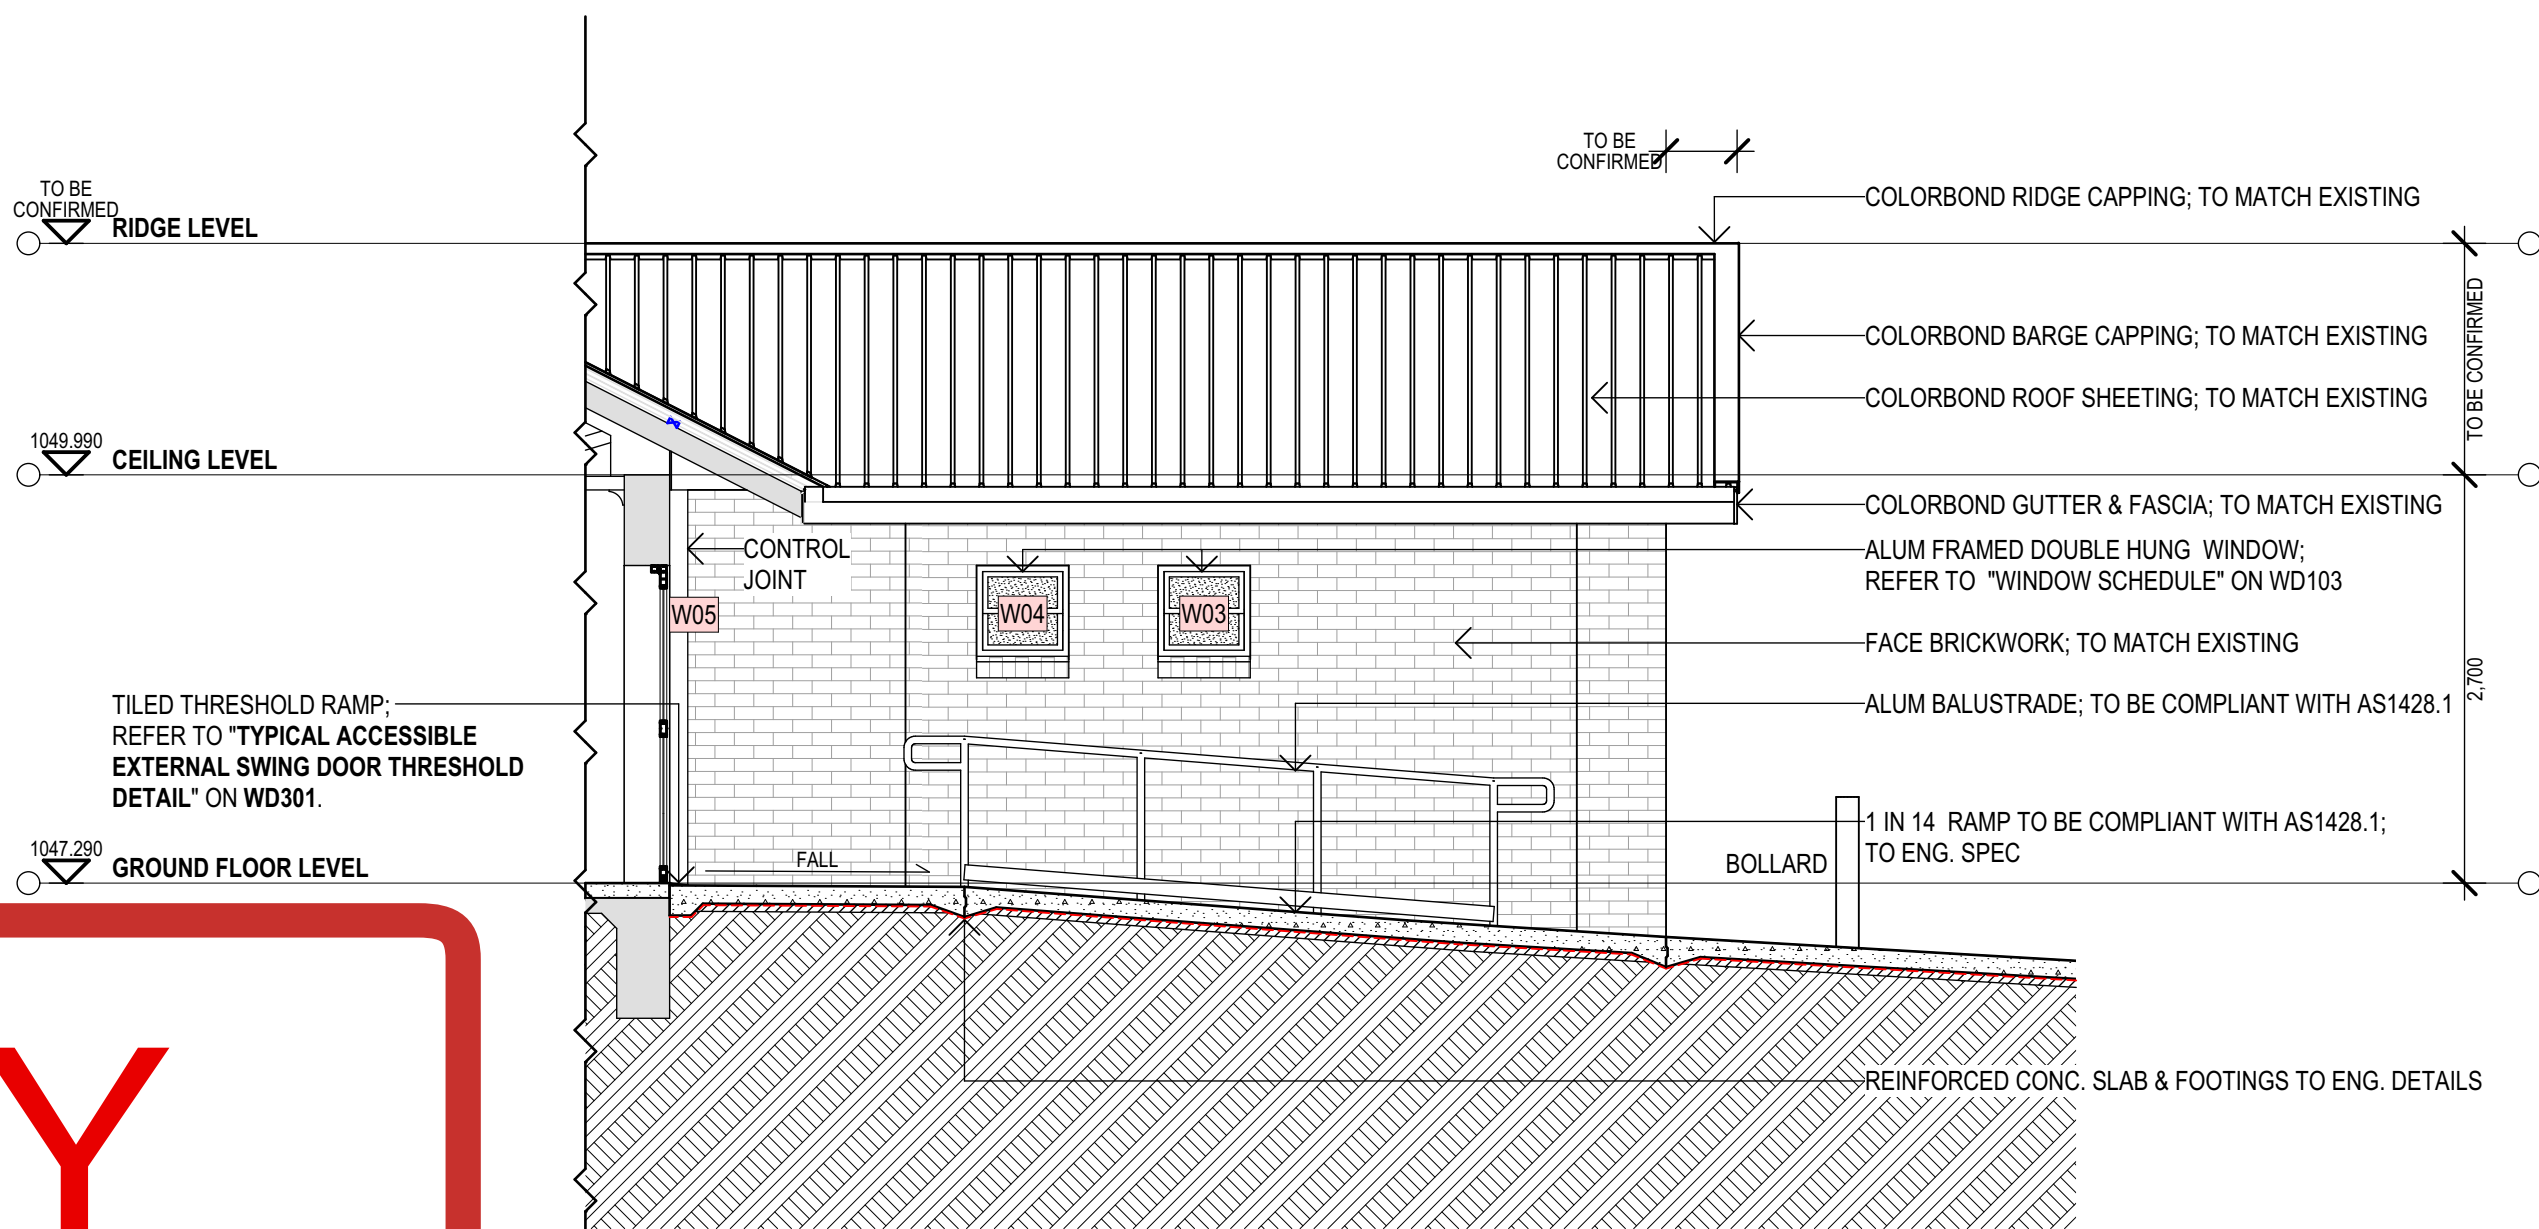 TO BE
CONFIRMED
TO BE
CONFIRMED
RIDGE LEVEL
COLORBOND RIDGE CAPPING; TO MATCH EXISTING
COLORBOND BARGE CAPPING; TO MATCH EXISTING
TO BE CONFIRMED
COLORBOND ROOF SHEETING; TO MATCH EXISTING
1049.990
CEILING LEVEL
COLORBOND GUTTER & FASCIA; TO MATCH EXISTING
CONTROL
JOINT
ALUM FRAMED DOUBLE HUNG WINDOW;
REFER TO "WINDOW SCHEDULE" ON WD103
W05
W04
W03
FACE BRICKWORK; TO MATCH EXISTING
2,700
TILED THRESHOLD RAMP;
REFER TO "TYPICAL ACCESSIBLE
EXTERNAL SWING DOOR THRESHOLD
DETAIL" ON WD301.
ALUM BALUSTRADE; TO BE COMPLIANT WITH AS1428.1
1 IN 14 RAMP TO BE COMPLIANT WITH AS1428.1;
TO ENG. SPEC
1047.290
GROUND FLOOR LEVEL
FALL
BOLLARD
REINFORCED CONC. SLAB & FOOTINGS TO ENG. DETAILS
Y